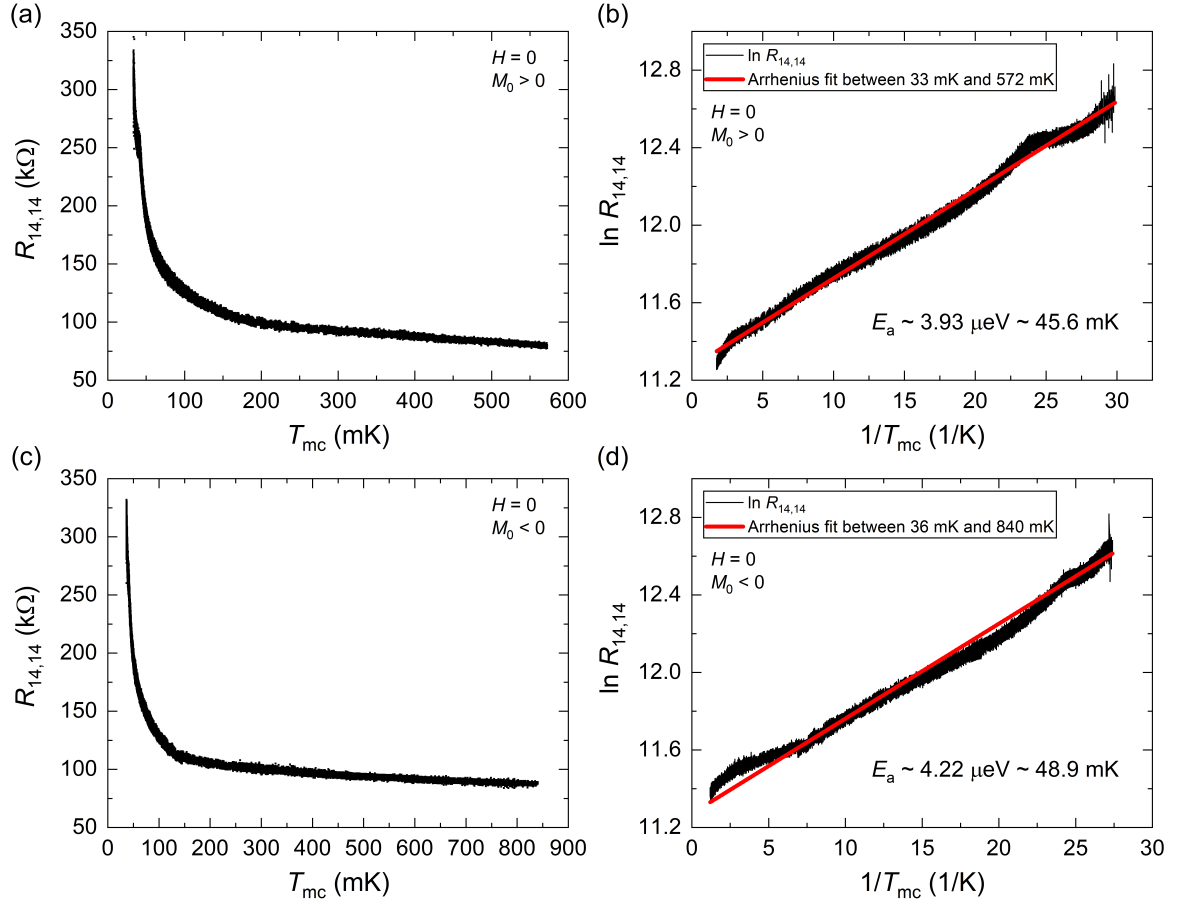 (a)
350
300
250
200
150
100
50
R14,14 (kΩ)
H = 0
M0 > 0
0 100 200 300 400 500 600
Tmc (mK)
(b)
12.8
12.4
12.0
11.6
11.2
ln R14,14
ln R14,14
Arrhenius fit between 33 mK and 572 mK
H = 0
M0 > 0
Ea ~ 3.93 μeV ~ 45.6 mK
0 5 10 15 20 25 30
1/Tmc (1/K)
(c)
350
300
250
200
150
100
50
R14,14 (kΩ)
H = 0
M0 < 0
0 100 200 300 400 500 600 700 800 900
Tmc (mK)
(d)
12.8
12.4
12.0
11.6
11.2
ln R14,14
ln R14,14
Arrhenius fit between 36 mK and 840 mK
H = 0
M0 < 0
Ea ~ 4.22 μeV ~ 48.9 mK
0 5 10 15 20 25 30
1/Tmc (1/K)